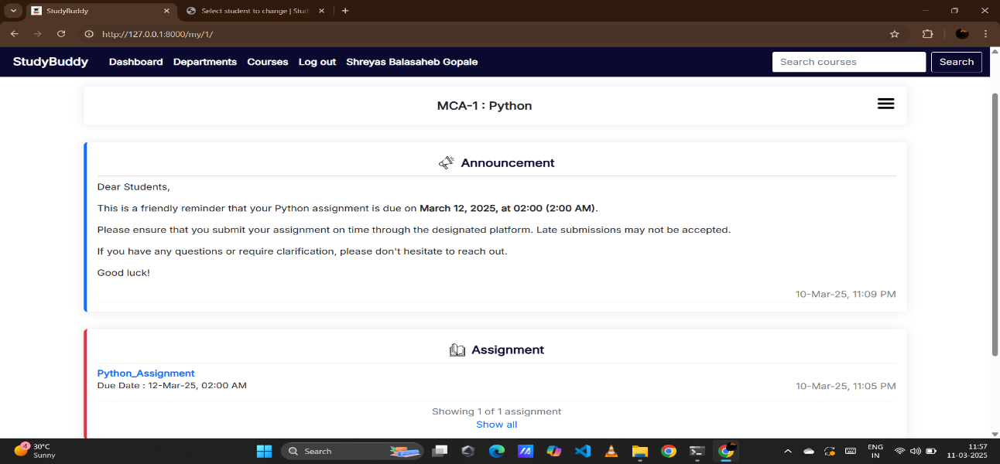 StudyBuddy
Select student to change | Stud
http://127.0.0.1:8000/my/1/
StudyBuddy Dashboard Departments Courses Log out Shreyas Balasaheb Gopale Search courses Search
MCA-1 : Python
Announcement
Dear Students,
This is a friendly reminder that your Python assignment is due on March 12, 2025, at 02:00 (2:00 AM).
Please ensure that you submit your assignment on time through the designated platform. Late submissions may not be accepted.
If you have any questions or require clarification, please don't hesitate to reach out.
Good luck!
10-Mar-25, 11:09 PM
Assignment
Python_Assignment
Due Date : 12-Mar-25, 02:00 AM
10-Mar-25, 11:05 PM
Showing 1 of 1 assignment
Show all
4
30°C
Sunny
Search
ENG
IN
11:57
11-03-2025